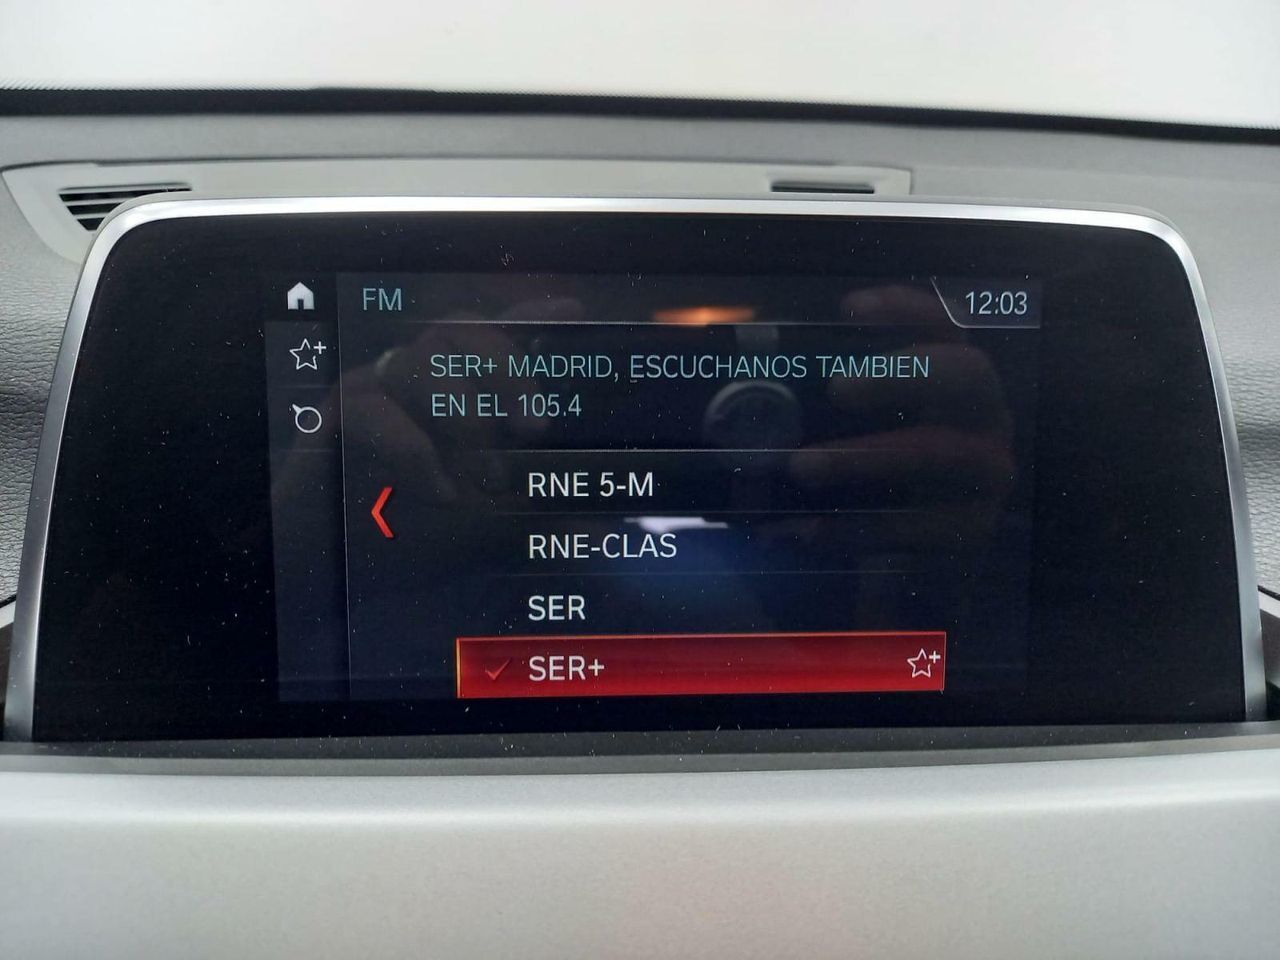 FM
12:03
SER+ MADRID, ESCUCHANOS TAMBIEN
EN EL 105.4
RNE 5-M
RNE-CLAS
SER
SER+